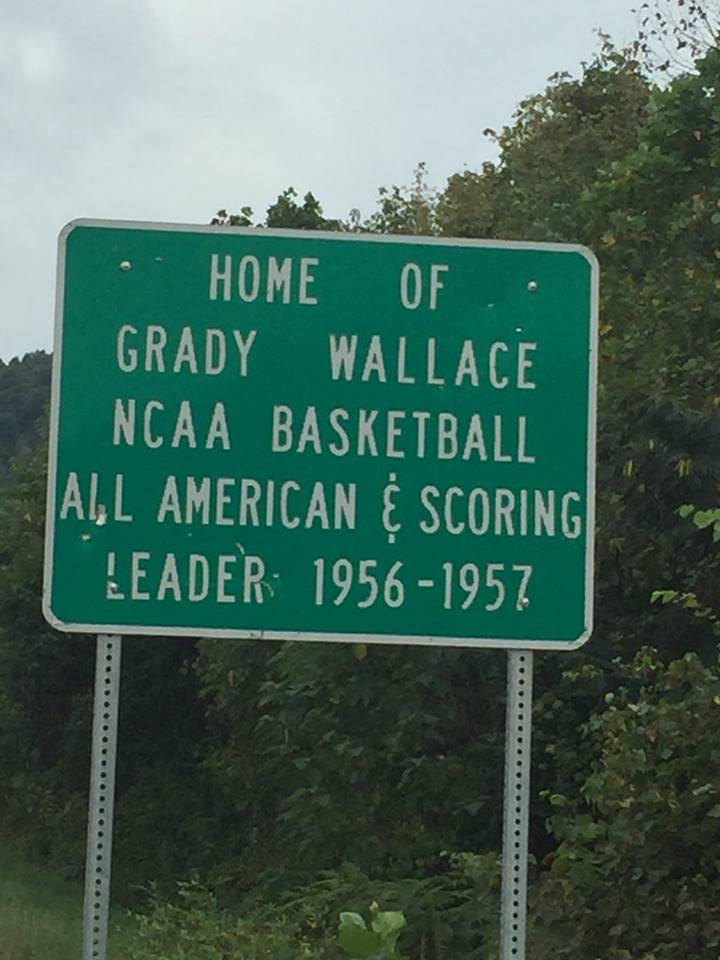 HOME OF
GRADY WALLACE
NCAA BASKETBALL
ALL AMERICAN & SCORING
LEADER 1956-1957